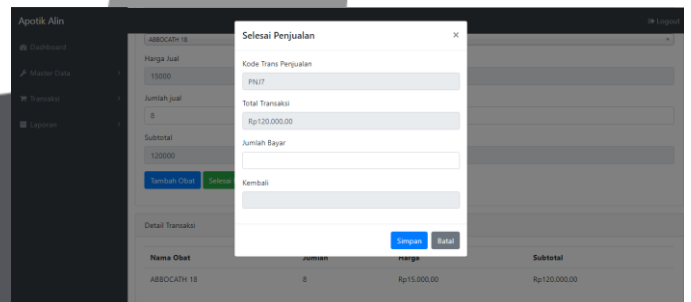 Apotik Alin
Logout
Dashboard
Master Data
Transaksi
Laporan
ABBOCATH 18
Harga Jual
15000
Jumlah jual
8
Subtotal
120000
Tambah Obat
Selesai
Selesai Penjualan
×
Kode Trans Penjualan
PNJ7
Total Transaksi
Rp120.000,00
Jumlah Bayar
Kembali
Simpan
Batal
Detail Transaksi
Nama Obat Jumlah Harga Subtotal
ABBOCATH 18 8 Rp15.000,00 Rp120.000,00